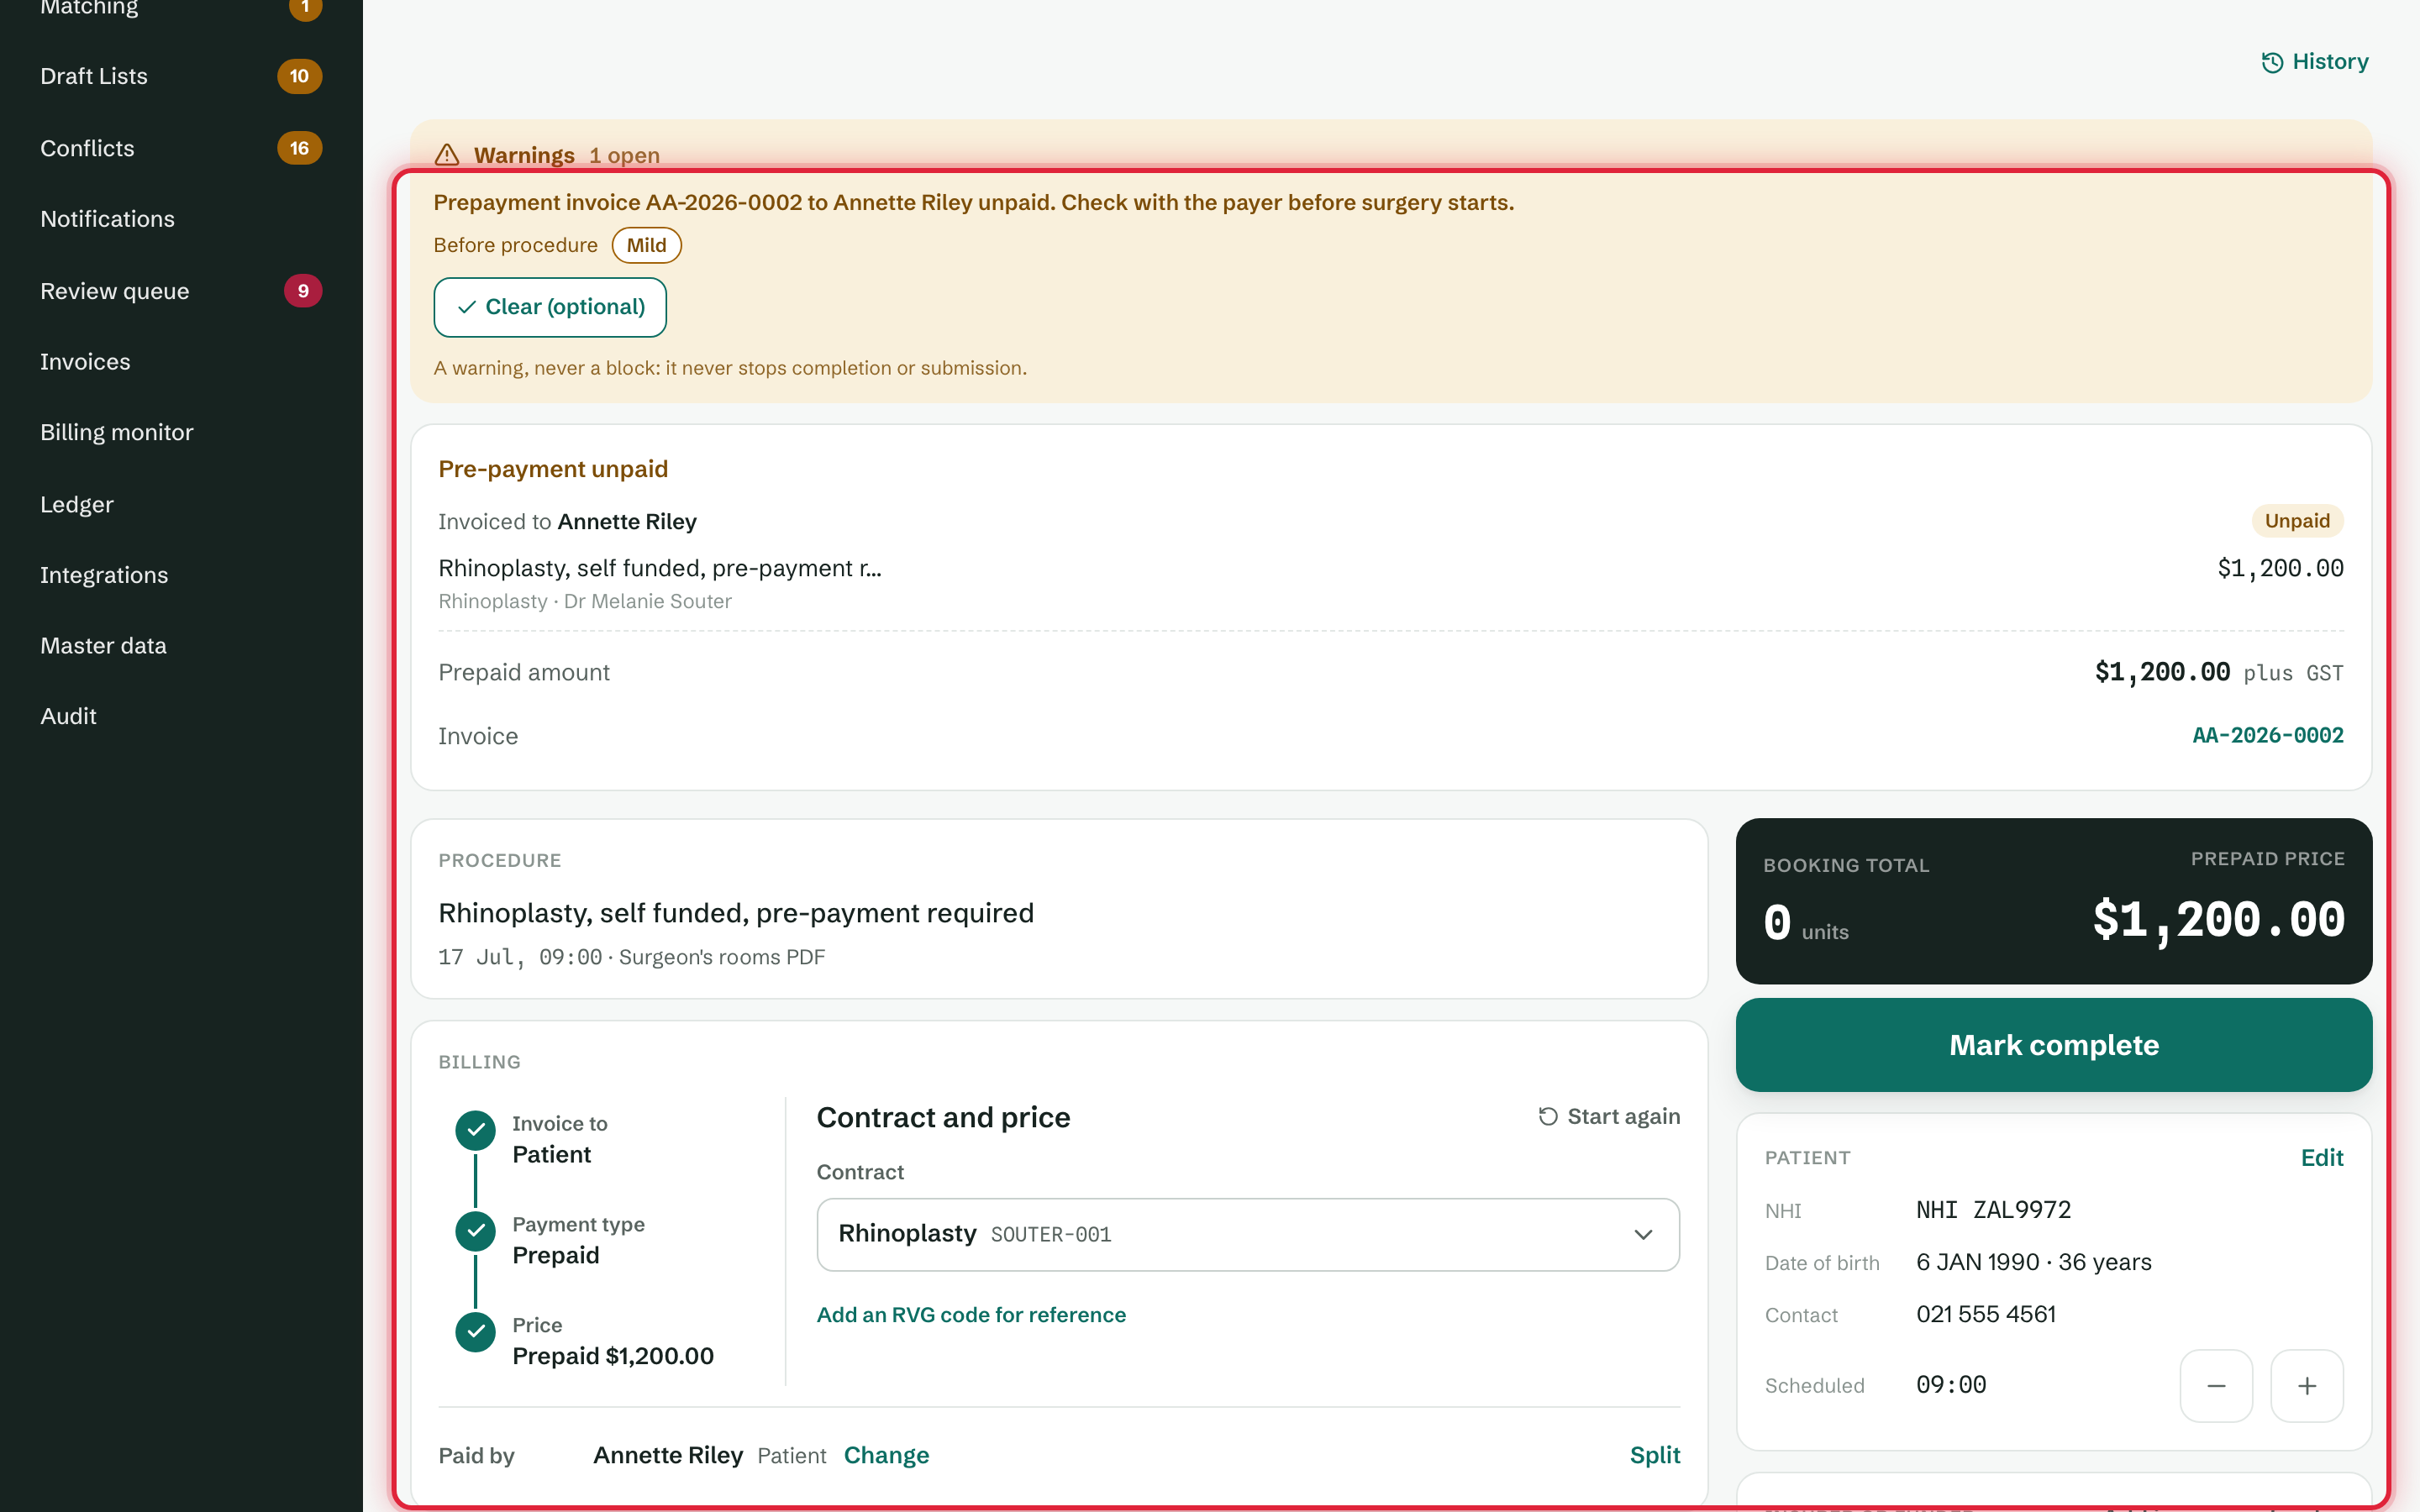 Matching 1
Draft Lists 10
Conflicts 16
Notifications
Review queue 9
Invoices
Billing monitor
Ledger
Integrations
Master data
Audit
History
Warnings 1 open
Prepayment invoice AA-2026-0002 to Annette Riley unpaid. Check with the payer before surgery starts.
Before procedure Mild
Clear (optional)
A warning, never a block: it never stops completion or submission.
Pre-payment unpaid
Invoiced to Annette Riley Unpaid
Rhinoplasty, self funded, pre-payment r... $1,200.00
Rhinoplasty · Dr Melanie Souter
Prepaid amount $1,200.00 plus GST
Invoice AA-2026-0002
PROCEDURE
Rhinoplasty, self funded, pre-payment required
17 Jul, 09:00 · Surgeon's rooms PDF
BILLING
Invoice to
Patient
Payment type
Prepaid
Price
Prepaid $1,200.00
Contract and price Start again
Contract
Rhinoplasty SOUTER-001
Add an RVG code for reference
Paid by Annette Riley Patient Change Split
BOOKING TOTAL PREPAID PRICE
0 units $1,200.00
Mark complete
PATIENT Edit
NHI NHI ZAL9972
Date of birth 6 JAN 1990 · 36 years
Contact 021 555 4561
Scheduled 09:00 − +